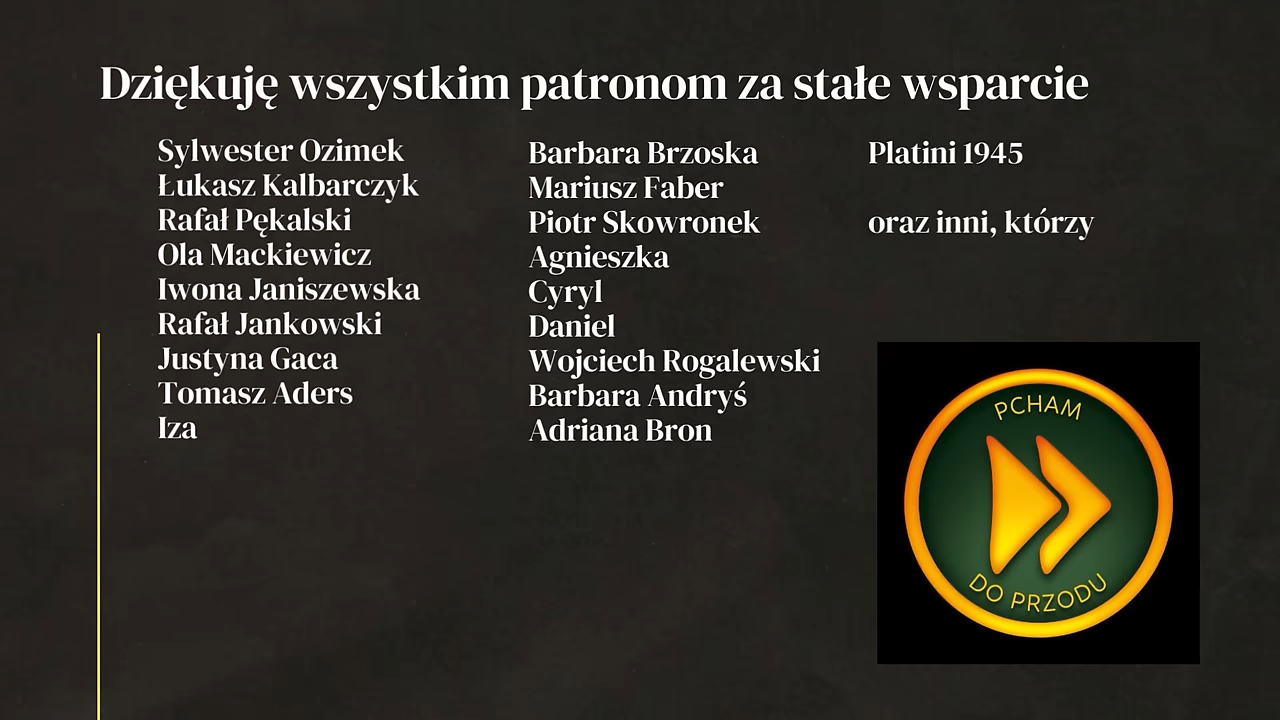 Dziękuję wszystkim patronom za stałe wsparcie
Sylwester Ozimek
Łukasz Kalbarczyk
Rafał Pękalski
Ola Mackiewicz
Iwona Janiszewska
Rafał Jankowski
Justyna Gaca
Tomasz Aders
Iza
Barbara Brzoska
Mariusz Faber
Piotr Skowronek
Agnieszka
Cyryl
Daniel
Wojciech Rogalewski
Barbara Andryś
Adriana Bron
Platini 1945
oraz inni, którzy
PCHAM
DO PRZODU